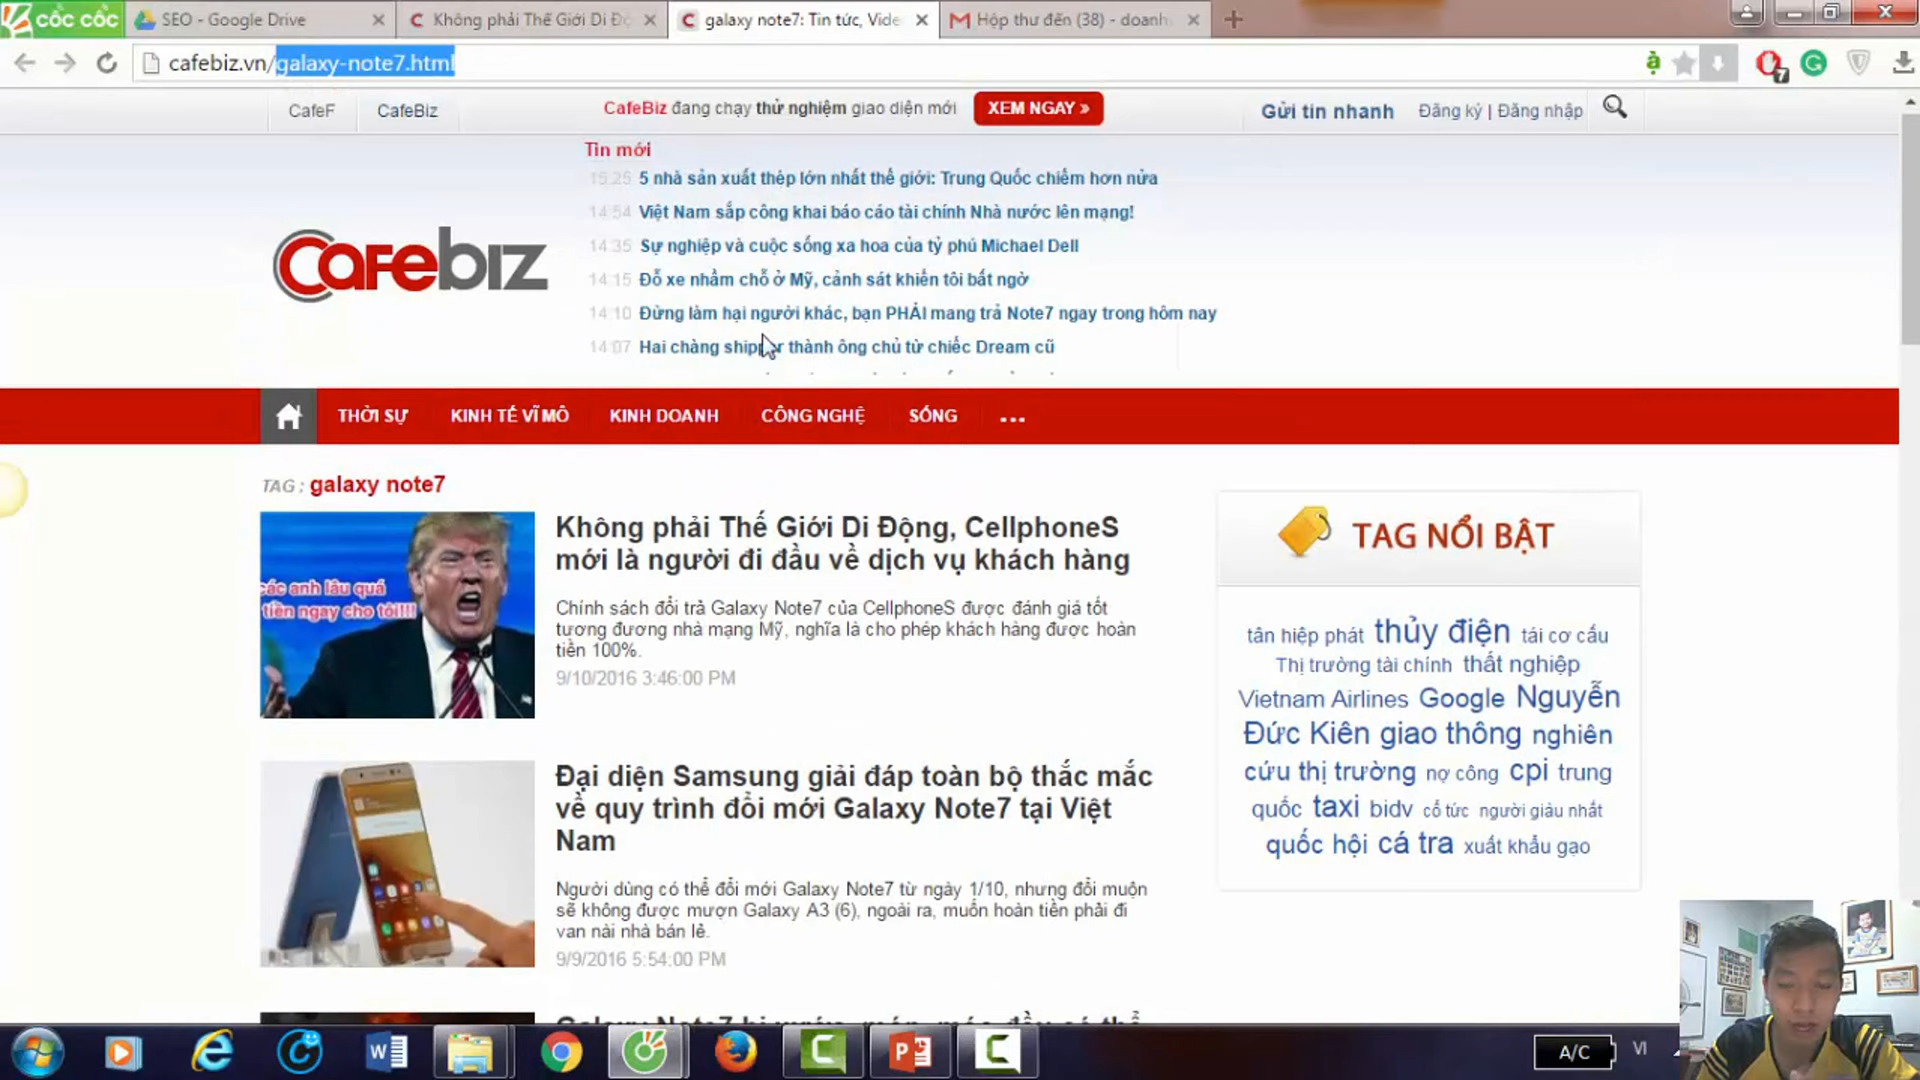 cốc cốc
SEO - Google Drive
Không phải Thế Giới Di Độ
galaxy note7: Tin tức, Vide
Hộp thư đến (38) - doanh
cafebiz.vn/galaxy-note7.html
7
CafeF
CafeBiz
CafeBiz đang chạy thử nghiệm giao diện mới
XEM NGAY »
Gửi tin nhanh
Đăng ký | Đăng nhập
Tin mới
15:25 5 nhà sản xuất thép lớn nhất thế giới: Trung Quốc chiếm hơn nửa
14:54 Việt Nam sắp công khai báo cáo tài chính Nhà nước lên mạng!
14:35 Sự nghiệp và cuộc sống xa hoa của tỷ phú Michael Dell
14:15 Đỗ xe nhầm chỗ ở Mỹ, cảnh sát khiến tôi bất ngờ
14:10 Đừng làm hại người khác, bạn PHẢI mang trả Note7 ngay trong hôm nay
14:07 Hai chàng shipper thành ông chủ từ chiếc Dream cũ
Cafebiz
THỜI SỰ
KINH TẾ VĨ MÔ
KINH DOANH
CÔNG NGHỆ
SỐNG
...
TAG : galaxy note7
các anh lâu quá
tiền ngay cho tôi!!!
Không phải Thế Giới Di Động, CellphoneS
mới là người đi đầu về dịch vụ khách hàng
Chính sách đổi trả Galaxy Note7 của CellphoneS được đánh giá tốt
tương đương nhà mạng Mỹ, nghĩa là cho phép khách hàng được hoàn
tiền 100%.
9/10/2016 3:46:00 PM
Đại diện Samsung giải đáp toàn bộ thắc mắc
về quy trình đổi mới Galaxy Note7 tại Việt
Nam
Người dùng có thể đổi mới Galaxy Note7 từ ngày 1/10, nhưng đổi muộn
sẽ không được mượn Galaxy A3 (6), ngoài ra, muốn hoàn tiền phải đi
van nài nhà bán lẻ.
9/9/2016 5:54:00 PM
TAG NỔI BẬT
tân hiệp phát thủy điện tái cơ cấu
Thị trường tài chính thất nghiệp
Vietnam Airlines Google Nguyễn
Đức Kiên giao thông nghiên
cứu thị trường nợ công cpi trung
quốc taxi bidv cổ tức người giàu nhất
quốc hội cá tra xuất khẩu gạo
A/C
VI